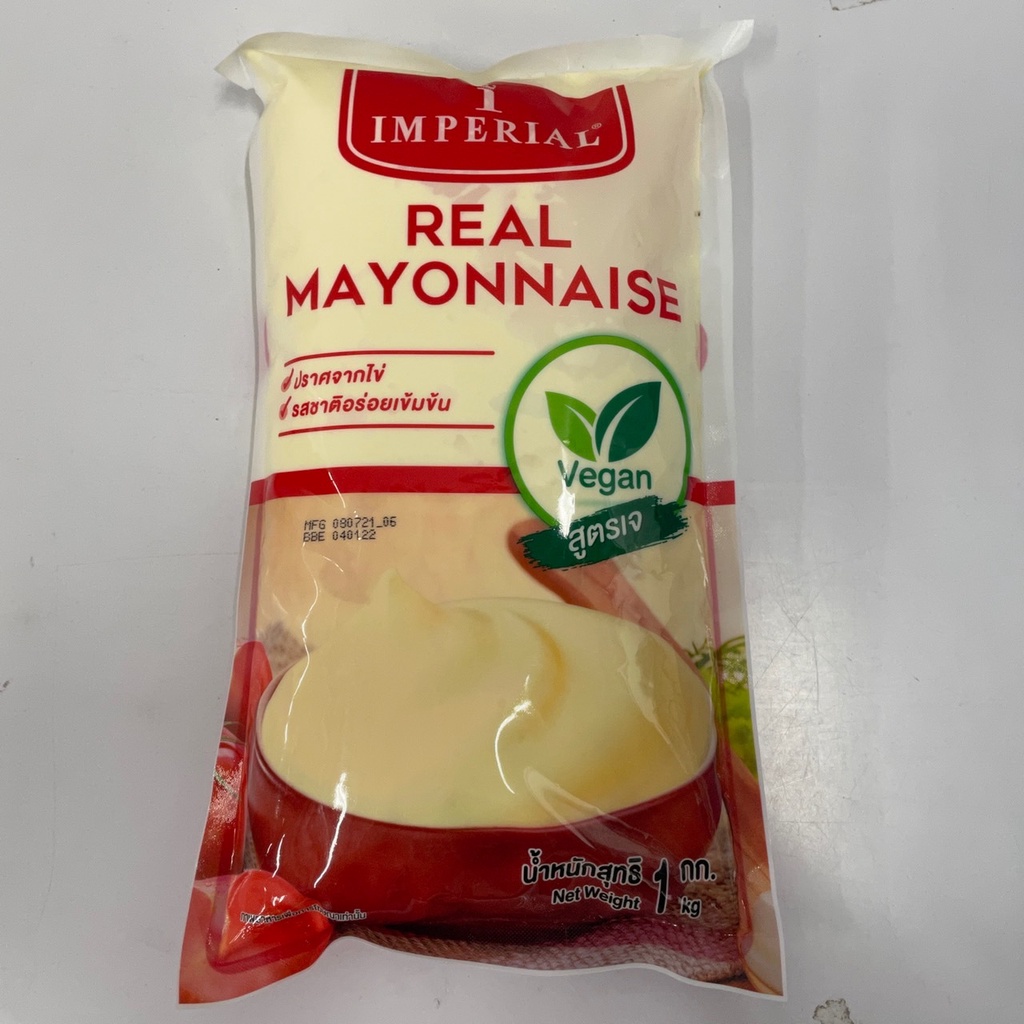 i
IMPERIAL®
REAL
MAYONNAISE
ปราศจากไข่
รสชาติอร่อยเข้มข้น
Vegan
สูตรเจ
MFG 080721_06
BBE 040122
น้ำหนักสุทธิ 1 กก.
Net Weight kg